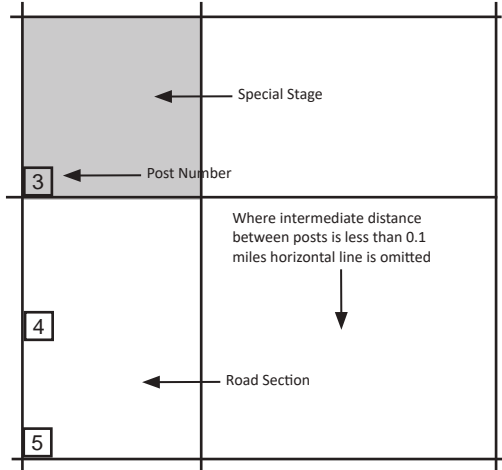 Special Stage
3
Post Number
Where intermediate distance
between posts is less than 0.1
miles horizontal line is omitted
4
Road Section
5